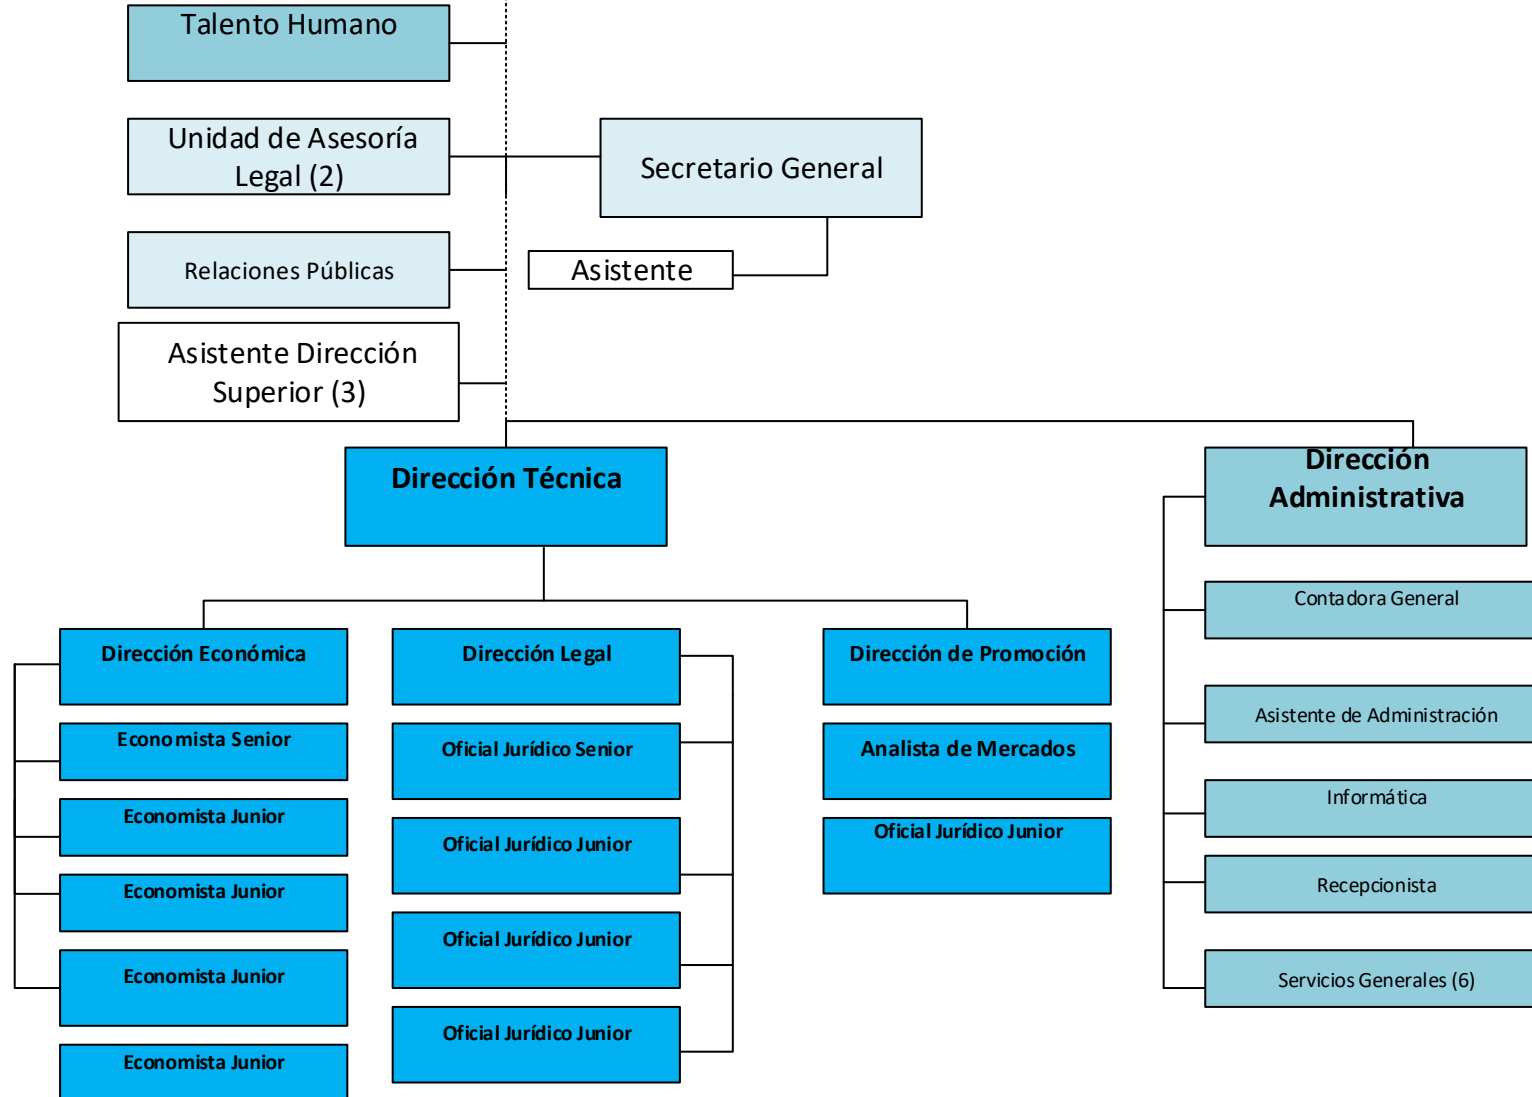 Talento Humano
Unidad de Asesoría
Legal (2)
Secretario General
Relaciones Públicas
Asistente
Asistente Dirección
Superior (3)
Dirección Técnica
Dirección
Administrativa
Dirección Económica
Economista Senior
Economista Junior
Economista Junior
Economista Junior
Economista Junior
Dirección Legal
Oficial Jurídico Senior
Oficial Jurídico Junior
Oficial Jurídico Junior
Oficial Jurídico Junior
Dirección de Promoción
Analista de Mercados
Oficial Jurídico Junior
Contadora General
Asistente de Administración
Informática
Recepcionista
Servicios Generales (6)